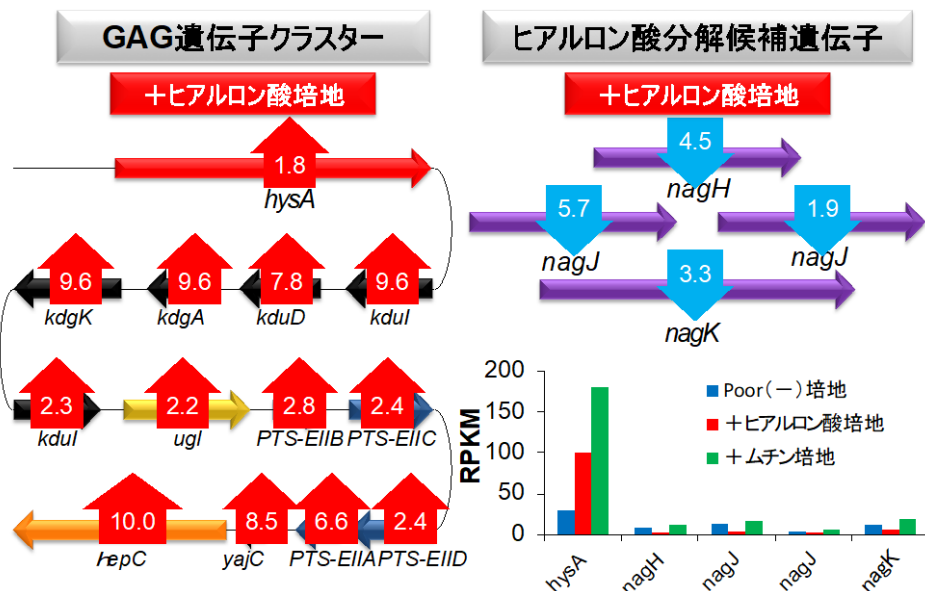 GAG遺伝子クラスター
＋ヒアルロン酸培地
1.8
hysA
9.6 9.6 7.8 9.6
kdgK kdgA kduD kduI
2.3 2.2 2.8 2.4
kduI ugl PTS-EIIB PTS-EIIC
10.0 8.5 6.6 2.4
hepC yajC PTS-EIIA PTS-EIID
ヒアルロン酸分解候補遺伝子
＋ヒアルロン酸培地
4.5
nagH
5.7 1.9
nagJ nagJ
3.3
nagK
200
150
100
50
0
RPKM
Poor(－)培地
＋ヒアルロン酸培地
＋ムチン培地
hysA nagH nagJ nagJ nagK